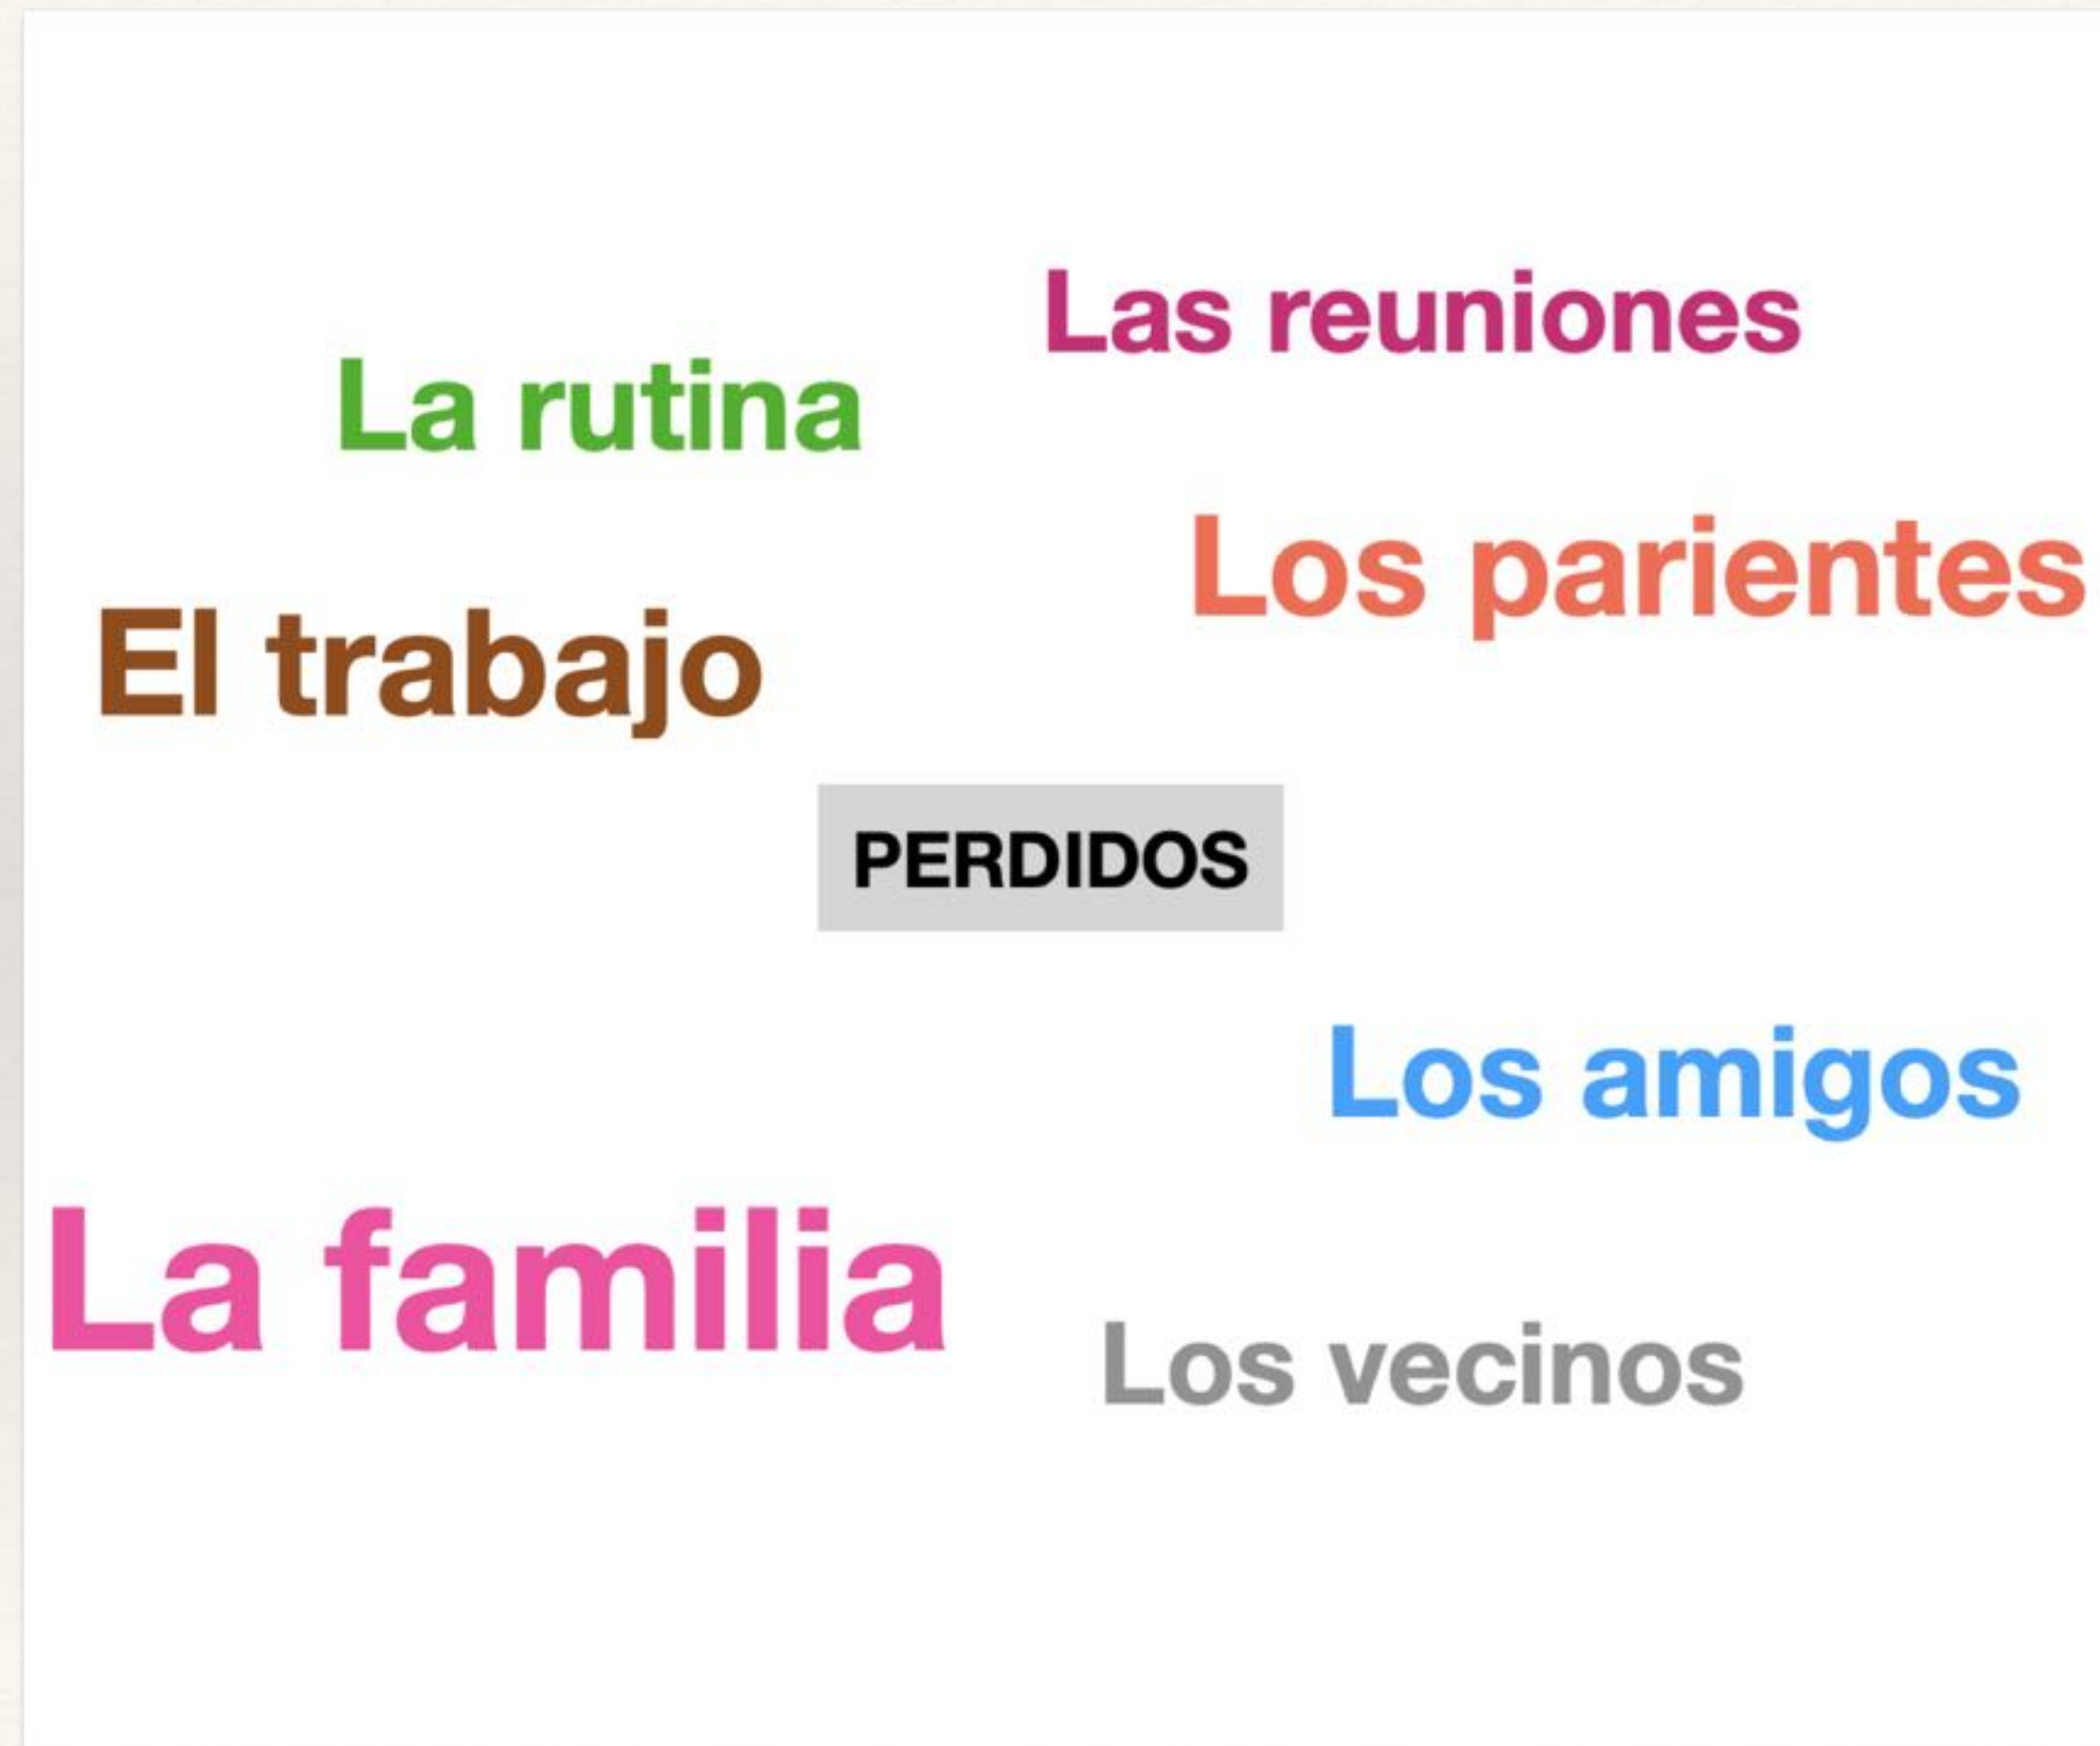 Las reuniones
La rutina
Los parientes
El trabajo
PERDIDOS
Los amigos
La familia
Los vecinos